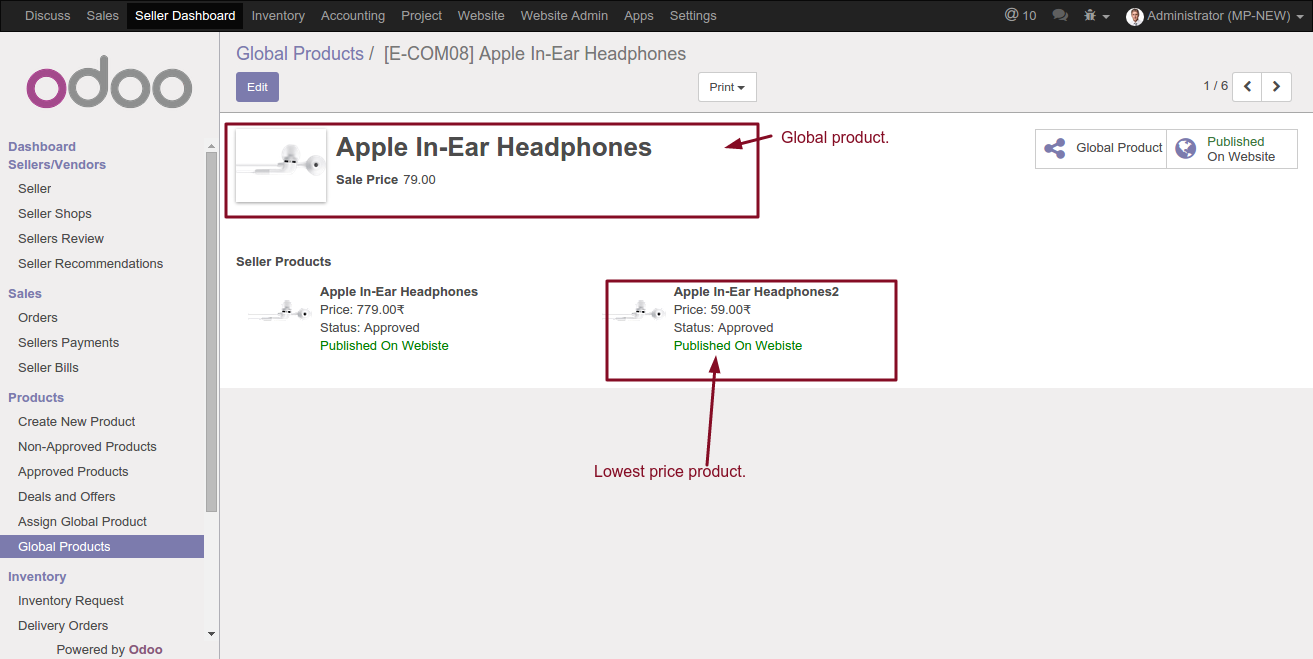 Discuss Sales Seller Dashboard Inventory Accounting Project Website Website Admin Apps Settings @ 10 Administrator (MP-NEW)
odoo
Dashboard
Sellers/Vendors
Seller
Seller Shops
Sellers Review
Seller Recommendations
Sales
Orders
Sellers Payments
Seller Bills
Products
Create New Product
Non-Approved Products
Approved Products
Deals and Offers
Assign Global Product
Global Products
Inventory
Inventory Request
Delivery Orders
Powered by Odoo
Global Products / [E-COM08] Apple In-Ear Headphones
Edit Print 1 / 6
Apple In-Ear Headphones
Sale Price 79.00
Global product.
Global Product
Published
On Website
Seller Products
Apple In-Ear Headphones
Price: 779.00₹
Status: Approved
Published On Webiste
Apple In-Ear Headphones2
Price: 59.00₹
Status: Approved
Published On Webiste
Lowest price product.